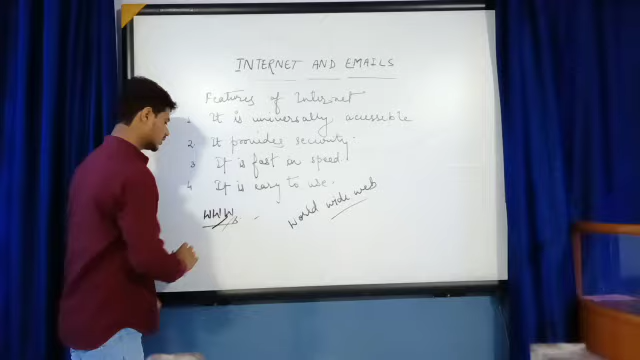 INTERNET AND EMAILS
Features of Internet
1 It is universally accessible
2 It provides security.
3 It is fast in speed
4 It is easy to use.
WWW
World wide web